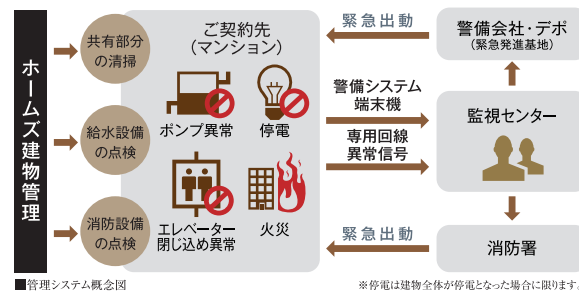 ホームズ建物管理
共有部分
の清掃
給水設備
の点検
消防設備
の点検
ご契約先
（マンション）
ポンプ異常
停電
エレベーター
閉じ込め異常
火災
緊急出動
警備システム
端末機
専用回線
異常信号
緊急出動
警備会社・デポ
（緊急発進基地）
監視センター
消防署
■管理システム概念図
※停電は建物全体が停電となった場合に限ります。